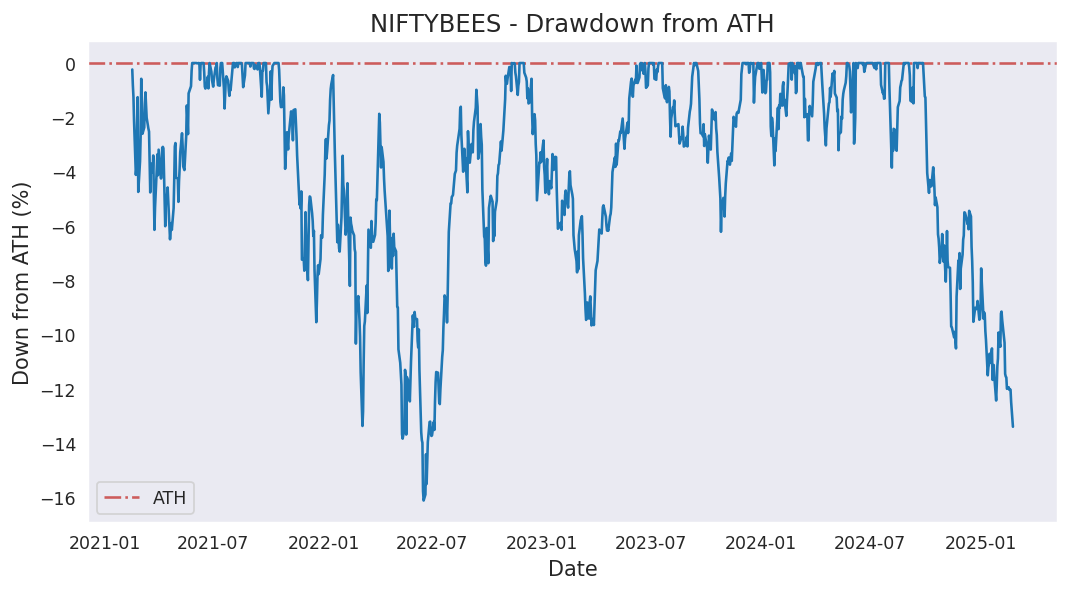 NIFTYBEES - Drawdown from ATH
Down from ATH (%)
0
−2
−4
−6
−8
−10
−12
−14
−16
ATH
2021-01 2021-07 2022-01 2022-07 2023-01 2023-07 2024-01 2024-07 2025-01
Date